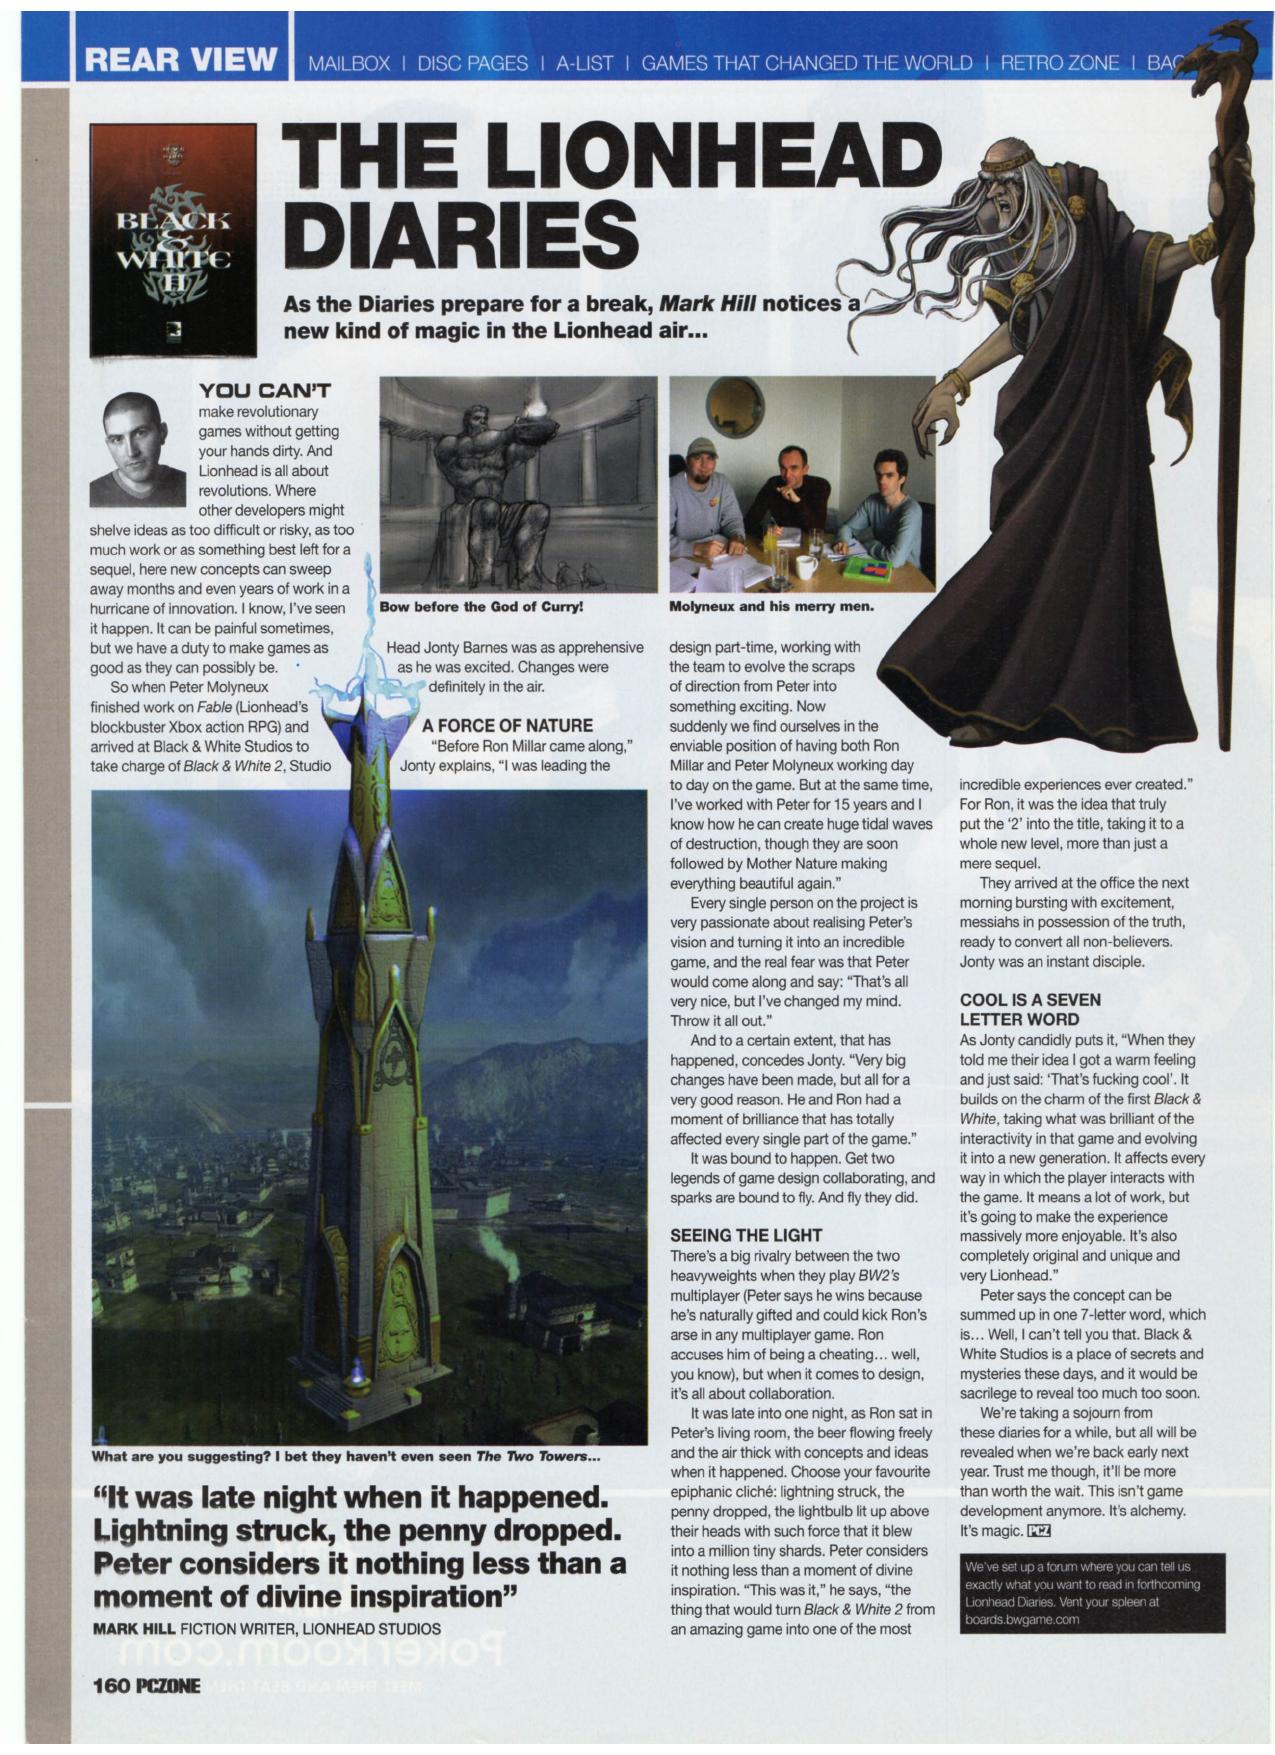 REAR VIEW
MAILBOX | DISC PAGES | A-LIST | GAMES THAT CHANGED THE WORLD | RETRO ZONE |
BLACK
&
WHITE
II
THE LIONHEAD
DIARIES
As the Diaries prepare for a break, Mark Hill notices a
new kind of magic in the Lionhead air...
YOU CAN'T
make revolutionary
games without getting
your hands dirty. And
Lionhead is all about
revolutions. Where
other developers might
shelve ideas as too difficult or risky, as too
much work or as something best left for a
sequel, here new concepts can sweep
away months and even years of work in a
hurricane of innovation. I know, I've seen
it happen. It can be painful sometimes,
but we have a duty to make games as
good as they can possibly be.
So when Peter Molyneux
finished work on Fable (Lionhead's
blockbuster Xbox action RPG) and
arrived at Black & White Studios to
take charge of Black & White 2, Studio
Bow before the God of Curry!
Head Jonty Barnes was as apprehensive
as he was excited. Changes were
definitely in the air.
A FORCE OF NATURE
"Before Ron Millar came along,"
Jonty explains, "I was leading the
What are you suggesting? I bet they haven't even seen The Two Towers...
"It was late night when it happened.
Lightning struck, the penny dropped.
Peter considers it nothing less than a
moment of divine inspiration"
MARK HILL FICTION WRITER, LIONHEAD STUDIOS
Molyneux and his merry men.
design part-time, working with
the team to evolve the scraps
of direction from Peter into
something exciting. Now
suddenly we find ourselves in the
enviable position of having both Ron
Millar and Peter Molyneux working day
to day on the game. But at the same time,
I've worked with Peter for 15 years and I
know how he can create huge tidal waves
of destruction, though they are soon
followed by Mother Nature making
everything beautiful again."
Every single person on the project is
very passionate about realising Peter's
vision and turning it into an incredible
game, and the real fear was that Peter
would come along and say: "That's all
very nice, but I've changed my mind.
Throw it all out."
And to a certain extent, that has
happened, concedes Jonty. "Very big
changes have been made, but all for a
very good reason. He and Ron had a
moment of brilliance that has totally
affected every single part of the game."
It was bound to happen. Get two
legends of game design collaborating, and
sparks are bound to fly. And fly they did.
SEEING THE LIGHT
There's a big rivalry between the two
heavyweights when they play BW2's
multiplayer (Peter says he wins because
he's naturally gifted and could kick Ron's
arse in any multiplayer game. Ron
accuses him of being a cheating... well,
you know), but when it comes to design,
it's all about collaboration.
It was late into one night, as Ron sat in
Peter's living room, the beer flowing freely
and the air thick with concepts and ideas
when it happened. Choose your favourite
epiphanic cliché: lightning struck, the
penny dropped, the lightbulb lit up above
their heads with such force that it blew
into a million tiny shards. Peter considers
it nothing less than a moment of divine
inspiration. "This was it," he says, "the
thing that would turn Black & White 2 from
an amazing game into one of the most
incredible experiences ever created."
For Ron, it was the idea that truly
put the '2' into the title, taking it to a
whole new level, more than just a
mere sequel.
They arrived at the office the next
morning bursting with excitement,
messiahs in possession of the truth,
ready to convert all non-believers.
Jonty was an instant disciple.
COOL IS A SEVEN
LETTER WORD
As Jonty candidly puts it, "When they
told me their idea I got a warm feeling
and just said: 'That's fucking cool'. It
builds on the charm of the first Black &
White, taking what was brilliant of the
interactivity in that game and evolving
it into a new generation. It affects every
way in which the player interacts with
the game. It means a lot of work, but
it's going to make the experience
massively more enjoyable. It's also
completely original and unique and
very Lionhead."
Peter says the concept can be
summed up in one 7-letter word, which
is... Well, I can't tell you that. Black &
White Studios is a place of secrets and
mysteries these days, and it would be
sacrilege to reveal too much too soon.
We're taking a sojourn from
these diaries for a while, but all will be
revealed when we're back early next
year. Trust me though, it'll be more
than worth the wait. This isn't game
development anymore. It's alchemy.
It's magic. PCZ
We've set up a forum where you can tell us
exactly what you want to read in forthcoming
Lionhead Diaries. Vent your spleen at
boards.bwgame.com
160 PCZONE